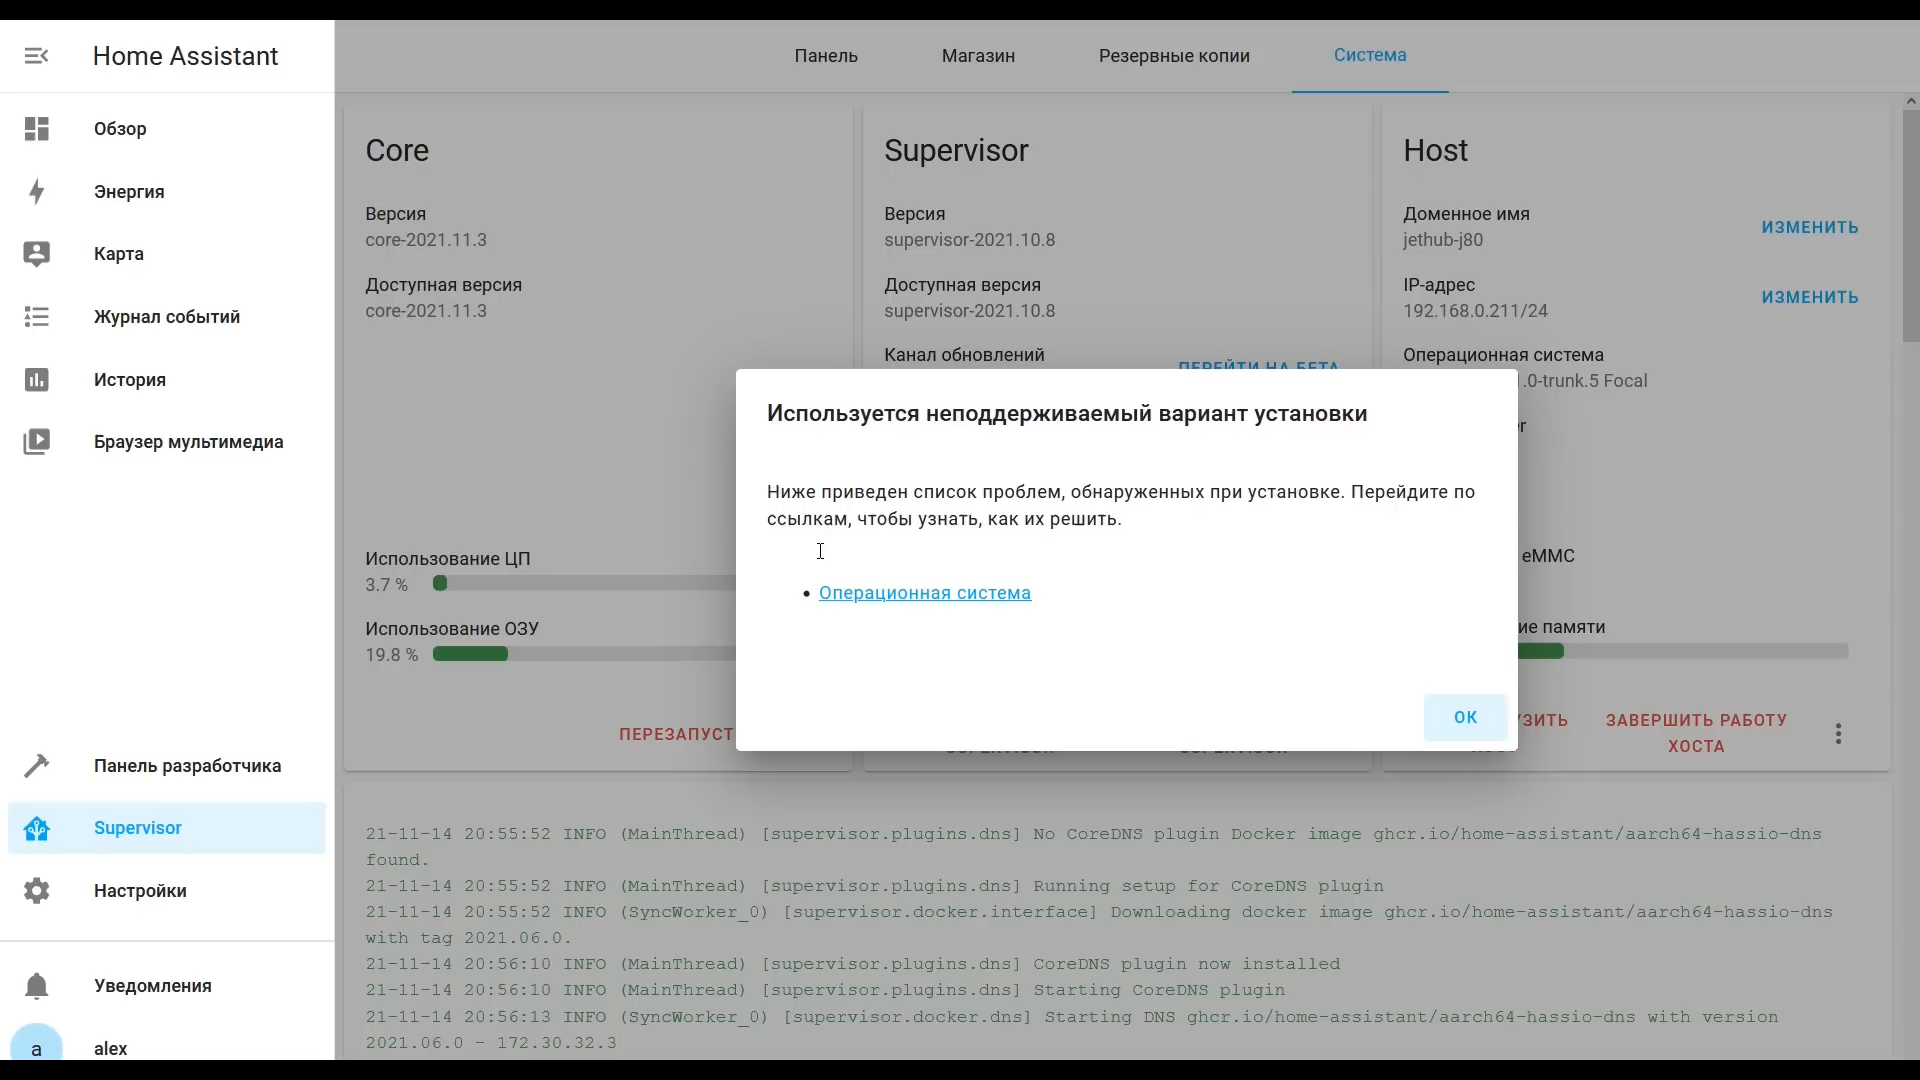 Home Assistant
Панель
Магазин
Резервные копии
Система
Обзор
Энергия
Карта
Журнал событий
История
Браузер мультимедиа
Панель разработчика
Supervisor
Настройки
Уведомления
a
alex
Core
Версия
core-2021.11.3
Доступная версия
core-2021.11.3
Использование ЦП
3.7 %
Использование ОЗУ
19.8 %
ПЕРЕЗАПУСТ
Supervisor
Версия
supervisor-2021.10.8
Доступная версия
supervisor-2021.10.8
Канал обновлений
ПЕРЕЙТИ НА БЕТА
SUPERVISOR
SUPERVISOR
Host
Доменное имя
jethub-j80
ИЗМЕНИТЬ
IP-адрес
192.168.0.211/24
ИЗМЕНИТЬ
Операционная система
.0-trunk.5 Focal
er
eMMC
ие памяти
УЗИТЬ
ЗАВЕРШИТЬ РАБОТУ
ХОСТА
Используется неподдерживаемый вариант установки
Ниже приведен список проблем, обнаруженных при установке. Перейдите по
ссылкам, чтобы узнать, как их решить.
• Операционная система
ОК
21-11-14 20:55:52 INFO (MainThread) [supervisor.plugins.dns] No CoreDNS plugin Docker image ghcr.io/home-assistant/aarch64-hassio-dns
found.
21-11-14 20:55:52 INFO (MainThread) [supervisor.plugins.dns] Running setup for CoreDNS plugin
21-11-14 20:55:52 INFO (SyncWorker_0) [supervisor.docker.interface] Downloading docker image ghcr.io/home-assistant/aarch64-hassio-dns
with tag 2021.06.0.
21-11-14 20:56:10 INFO (MainThread) [supervisor.plugins.dns] CoreDNS plugin now installed
21-11-14 20:56:10 INFO (MainThread) [supervisor.plugins.dns] Starting CoreDNS plugin
21-11-14 20:56:13 INFO (SyncWorker_0) [supervisor.docker.dns] Starting DNS ghcr.io/home-assistant/aarch64-hassio-dns with version
2021.06.0 - 172.30.32.3